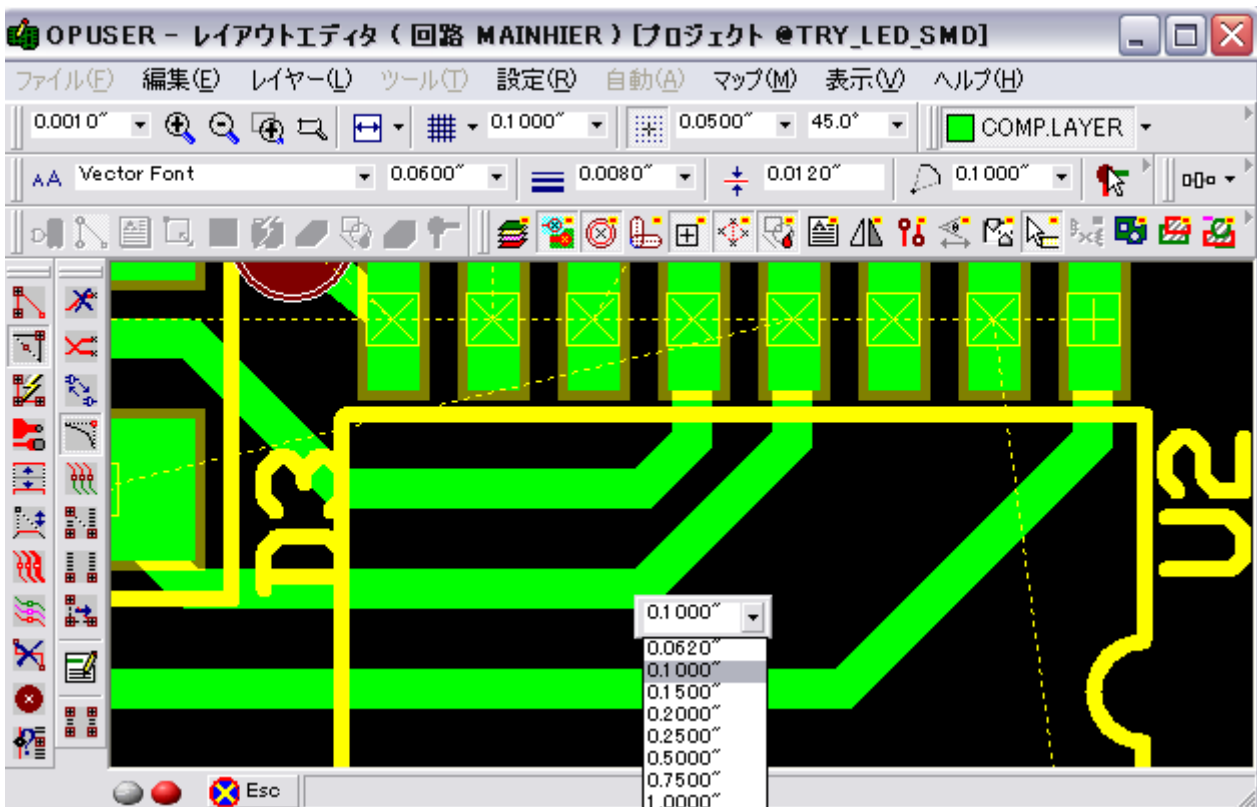 OPUSER - レイアウトエディタ ( 回路 MAINHIER ) [プロジェクト @TRY_LED_SMD]
ファイル(F) 編集(E) レイヤー(L) ツール(T) 設定(R) 自動(A) マップ(M) 表示(V) ヘルプ(H)
0.0010" 0.1000" 0.0500" 45.0° COMP.LAYER
AA Vector Font 0.0600" 0.0080" 0.0120" 0.1000"
D3
U2
0.1000"
0.0620"
0.1000"
0.1500"
0.2000"
0.2500"
0.5000"
0.7500"
1.0000"
Esc